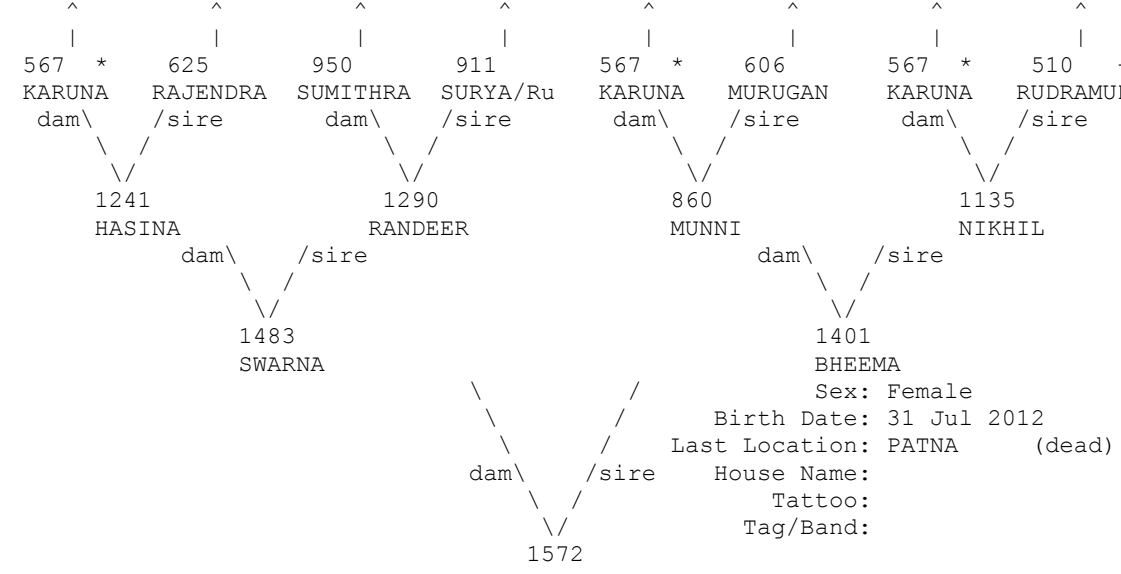 ^ ^ ^ ^ ^ ^ ^ ^
| | | | | | | |
567 * 625 950 911 567 * 606 567 * 510
KARUNA RAJENDRA SUMITHRA SURYA/Ru KARUNA MURUGAN KARUNA
dam\ /sire dam\ /sire dam\ /sire dam\ /sire
\ / \ / \ / \ /
\/ \/ \/ \/
1241 1290 860 1135
HASINA RANDEER MUNNI NIKHIL
dam\ /sire dam\ /sire
\ / \ /
\/ \/
1483 1401
SWARNA BHEEMA
\ / Sex: Female
\ / Birth Date: 31 Jul 2012
\ / Last Location: PATNA (dead)
dam\ /sire House Name:
\ / Tattoo:
\/ Tag/Band:
1572